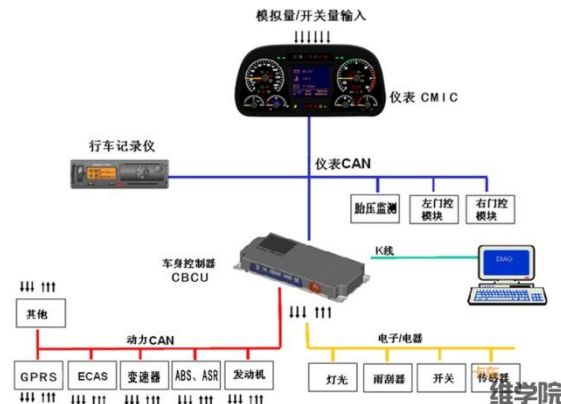 模拟量/开关量输入
仪表 CMIC
行车记录仪
仪表CAN
胎压监测
左门控
模块
右门控
模块
K线
车身控制器
CBCU
DIAG
其他
动力CAN
电子/电器
GPRS
ECAS
变速器
ABS、ASR
发动机
灯光
雨刮器
开关
传感器
卡车
维学院